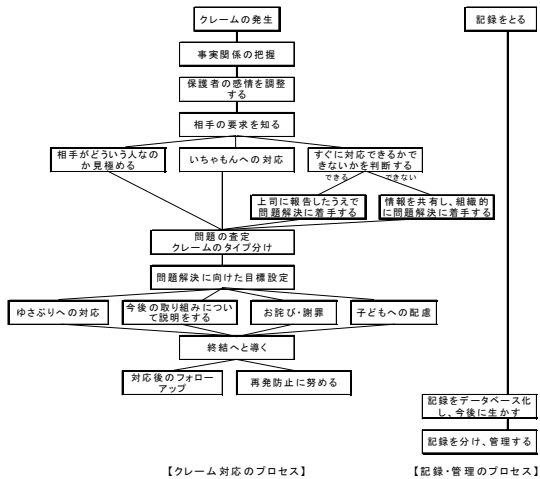 クレームの発生
記録をとる
事実関係の把握
保護者の感情を調整
する
相手の要求を知る
相手がどういう人なの
か見極める
いちゃもんへの対応
すぐに対応できるかで
きないかを判断する
できる
できない
上司に報告したうえで
問題解決に着手する
情報を共有し、組織的
に問題解決に着手する
問題の査定
クレームのタイプ分け
問題解決に向けた目標設定
ゆさぶりへの対応
今後の取り組みについ
て説明をする
お詫び・謝罪
子どもへの配慮
終結へと導く
対応後のフォロー
アップ
再発防止に努める
記録をデータベース化
し、今後に生かす
記録を分け、管理する
【クレーム対応のプロセス】
【記録・管理のプロセス】